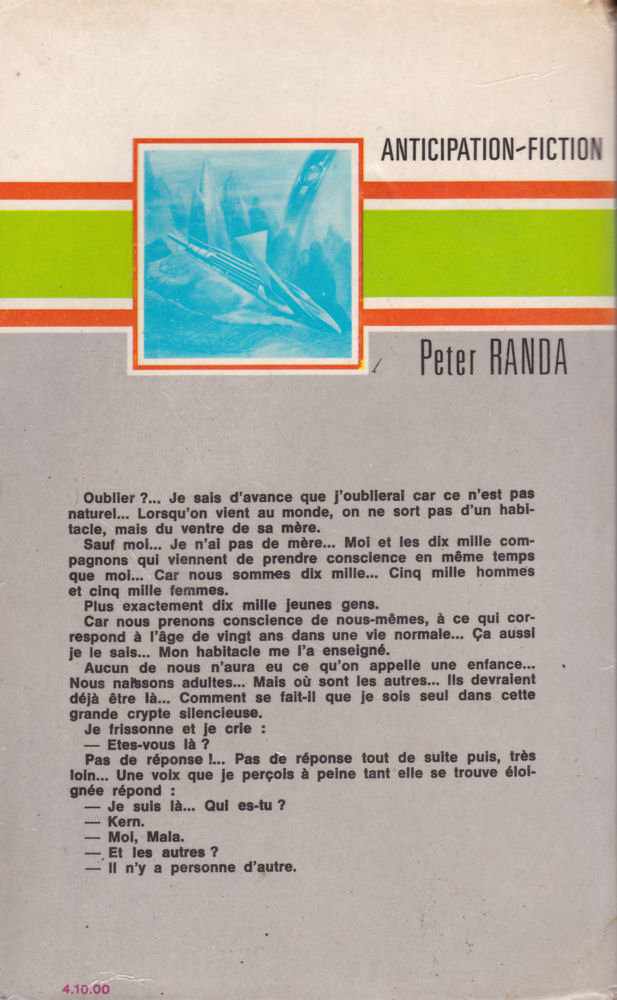 ANTICIPATION-FICTION
Peter RANDA
Oublier ?... Je sais d'avance que j'oublierai car ce n'est pas
naturel... Lorsqu'on vient au monde, on ne sort pas d'un habi-
tacle, mais du ventre de sa mère.
Sauf moi... Je n'ai pas de mère... Moi et les dix mille com-
pagnons qui viennent de prendre conscience en même temps
que moi... Car nous sommes dix mille... Cinq mille hommes
et cinq mille femmes.
Plus exactement dix mille jeunes gens.
Car nous prenons conscience de nous-mêmes, à ce qui cor-
respond à l'âge de vingt ans dans une vie normale... Ça aussi
je le sais... Mon habitacle me l'a enseigné.
Aucun de nous n'aura eu ce qu'on appelle une enfance...
Nous naissons adultes... Mais où sont les autres... Ils devraient
déjà être là... Comment se fait-il que je sois seul dans cette
grande crypte silencieuse.
Je frissonne et je crie :
— Etes-vous là ?
Pas de réponse !... Pas de réponse tout de suite puis, très
loin... Une voix que je perçois à peine tant elle se trouve éloi-
gnée répond :
— Je suis là... Qui es-tu ?
— Kern.
— Moi, Mala.
— Et les autres ?
— Il n'y a personne d'autre.
4.10.00